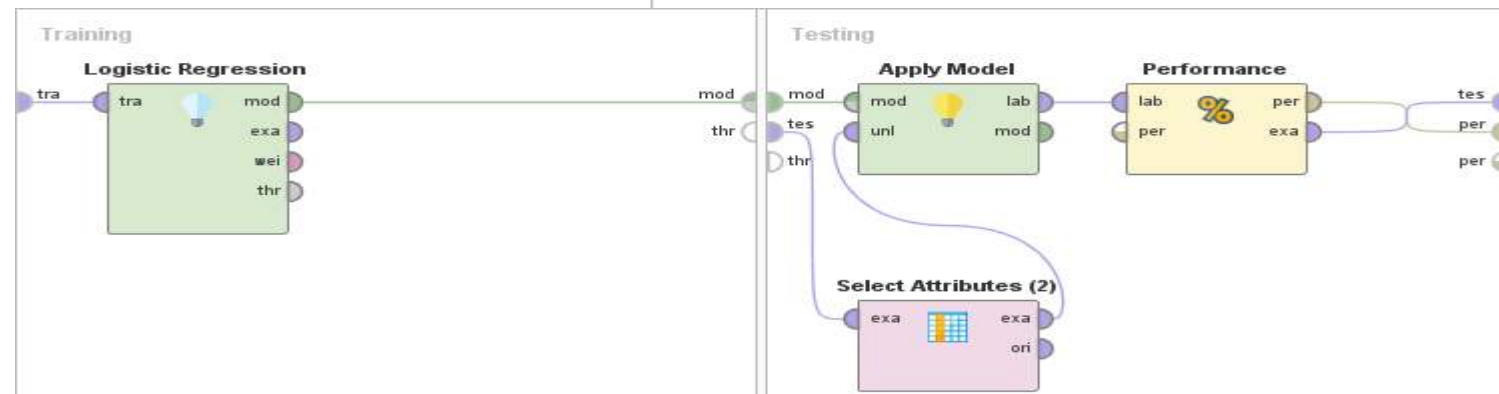 Training
Logistic Regression
tra
tra
mod
exa
wei
thr
mod
thr
Testing
Apply Model
Performance
mod
tes
thr
mod
unl
lab
mod
lab
per
per
exa
tes
per
per
Select Attributes (2)
exa
exa
ori